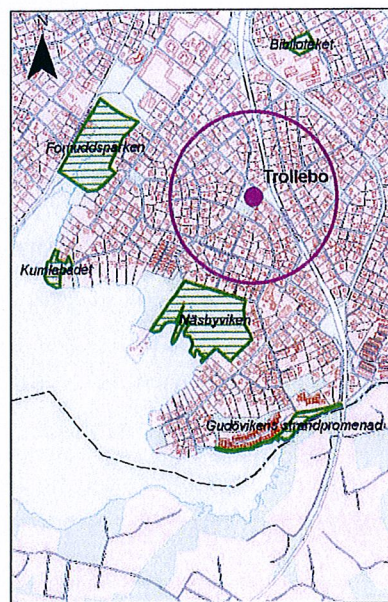 N
Biblioteket
Fornuddsparken
Trollebo
Kumlabadet
Näsbyviken
Gudövikens strandpromenad